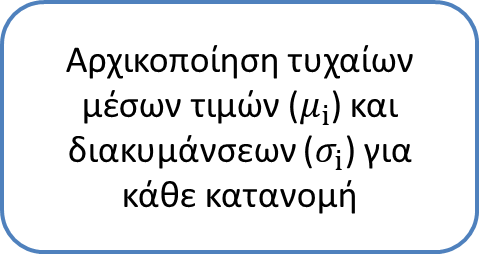 Αρχικοποίηση τυχαίων
μέσων τιμών (μᵢ) και
διακυμάνσεων (σᵢ) για
κάθε κατανομή